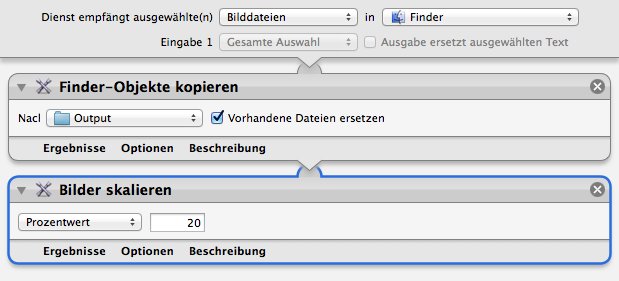 Dienst empfängt ausgewählte(n) Bilddateien in Finder
Eingabe 1 Gesamte Auswahl Ausgabe ersetzt ausgewählten Text
Finder-Objekte kopieren
Nacl Output Vorhandene Dateien ersetzen
Ergebnisse Optionen Beschreibung
Bilder skalieren
Prozentwert 20
Ergebnisse Optionen Beschreibung